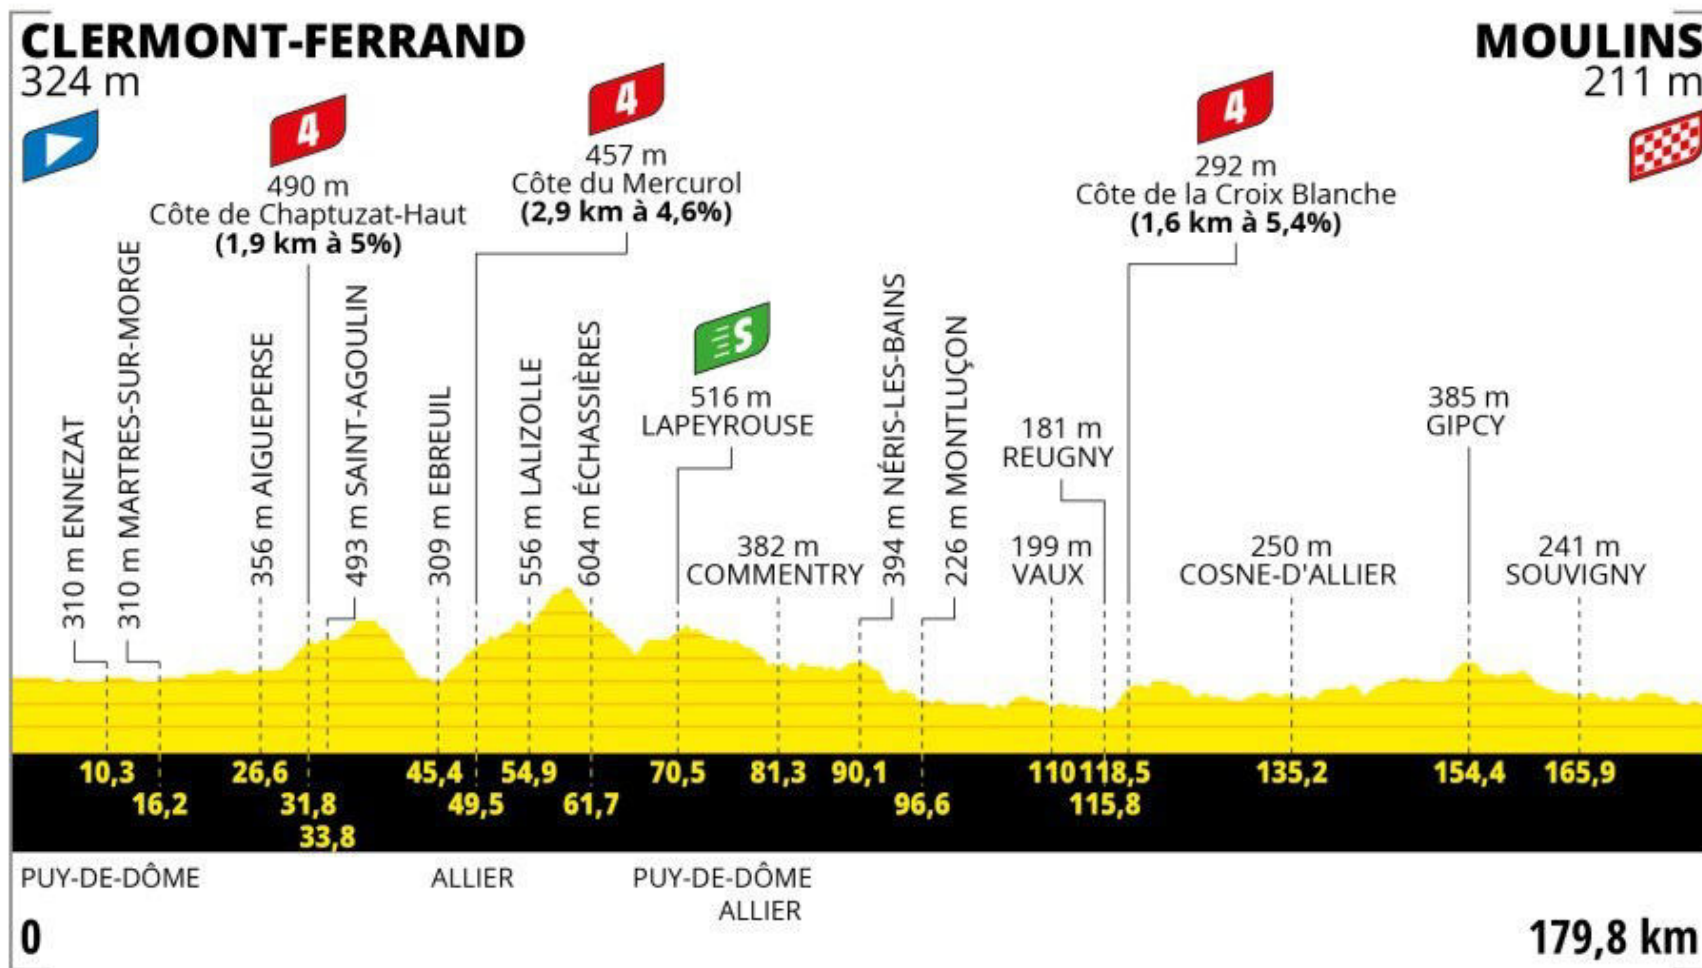 CLERMONT-FERRAND
324 m
MOULINS
211 m
4
490 m
Côte de Chaptuzat-Haut
(1,9 km à 5%)
4
457 m
Côte du Mercurol
(2,9 km à 4,6%)
4
292 m
Côte de la Croix Blanche
(1,6 km à 5,4%)
310 m ENNEZAT
310 m MARTRES-SUR-MORGE
356 m AIGUEPERSE
493 m SAINT-AGOULIN
309 m EBREUIL
556 m LALIZOLLE
604 m ÉCHASSIÈRES
S
516 m
LAPEYROUSE
382 m
COMMENTRY
394 m NÉRIS-LES-BAINS
226 m MONTLUÇON
199 m
VAUX
181 m
REUGNY
250 m
COSNE-D'ALLIER
385 m
GIPCY
241 m
SOUVIGNY
10,3
16,2
26,6
31,8
33,8
45,4
49,5
54,9
61,7
70,5
81,3
90,1
96,6
110
115,8
118,5
135,2
154,4
165,9
PUY-DE-DÔME
ALLIER
PUY-DE-DÔME
ALLIER
0
179,8 km